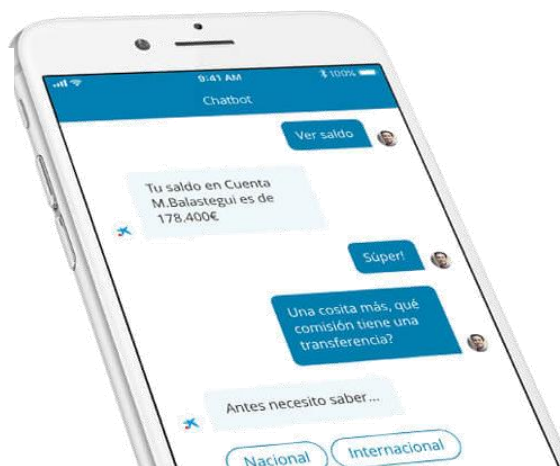 9:41 AM
100%
Chatbot
Ver saldo
Tu saldo en Cuenta
M.Balastegui es de
178.400€
Súper!
Una cosita más, qué
comisión tiene una
transferencia?
Antes necesito saber...
Nacional
Internacional